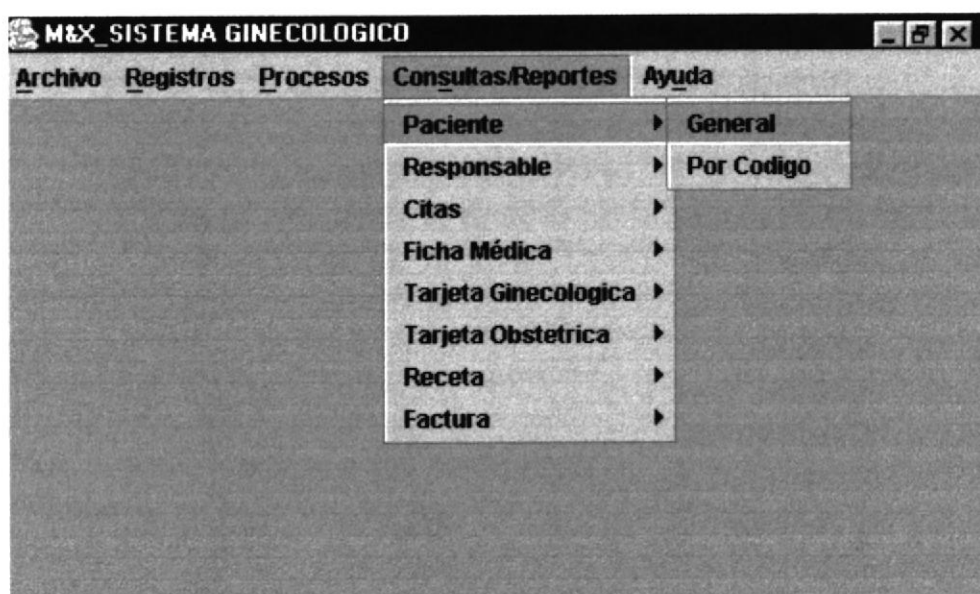 M&X_SISTEMA GINECOLOGICO
Archivo Registros Procesos Consultas/Reportes Ayuda
Paciente General
Responsable Por Codigo
Citas
Ficha Médica
Tarjeta Ginecologica
Tarjeta Obstetrica
Receta
Factura